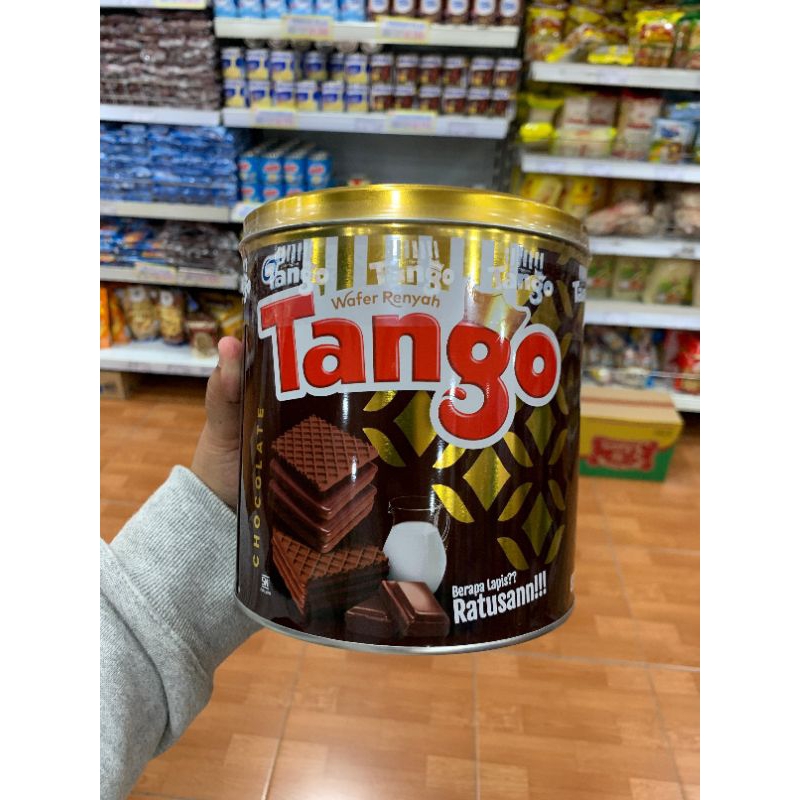 Tango Tango Tango
Wafer Renyah
Tango
CHOCOLATE
Berapa Lapis??
Ratusann!!!